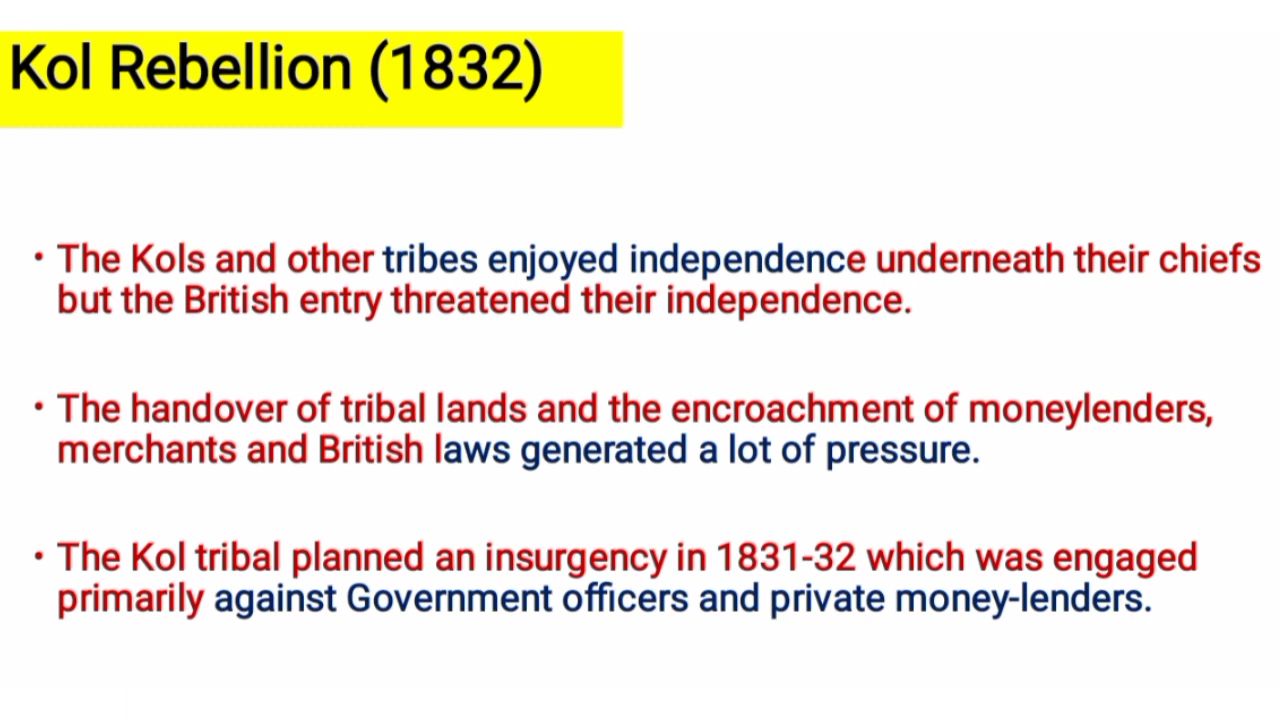 Kol Rebellion (1832)
• The Kols and other tribes enjoyed independence underneath their chiefs
but the British entry threatened their independence.
• The handover of tribal lands and the encroachment of moneylenders,
merchants and British laws generated a lot of pressure.
• The Kol tribal planned an insurgency in 1831-32 which was engaged
primarily against Government officers and private money-lenders.